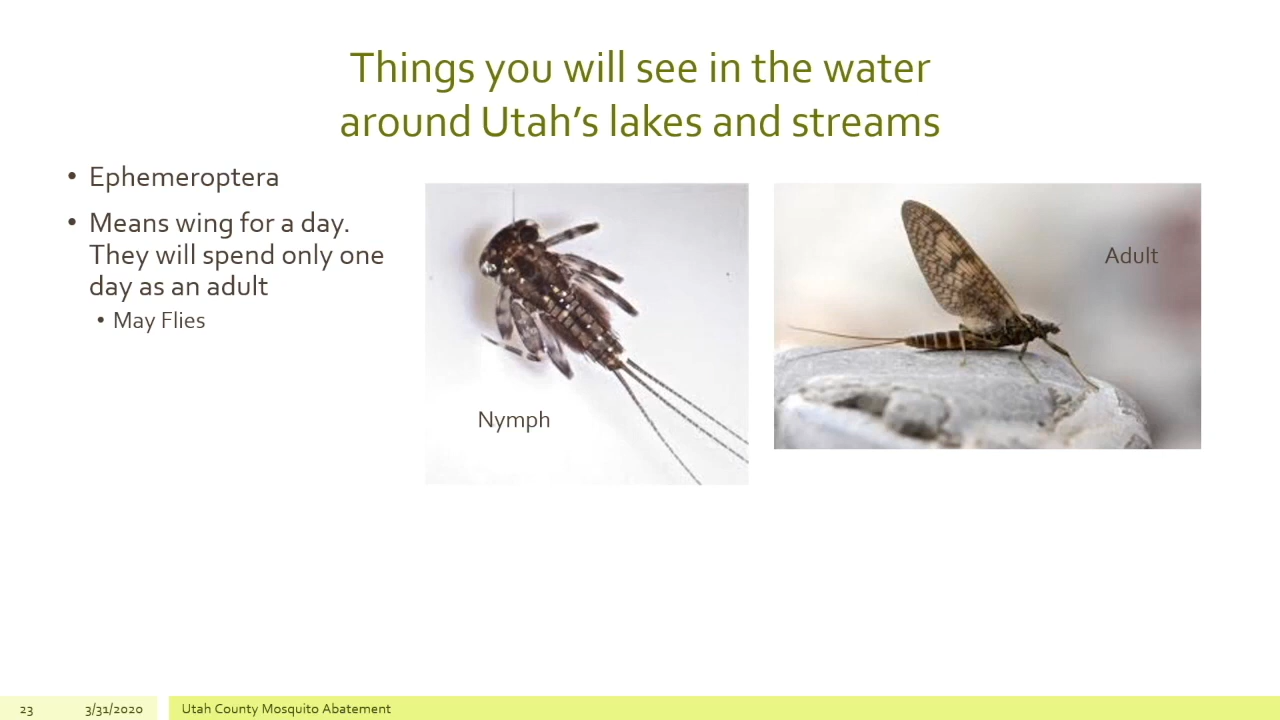 Things you will see in the water
around Utah's lakes and streams
• Ephemeroptera
• Means wing for a day.
They will spend only one
day as an adult
• May Flies
Nymph
Adult
23
3/31/2020
Utah County Mosquito Abatement